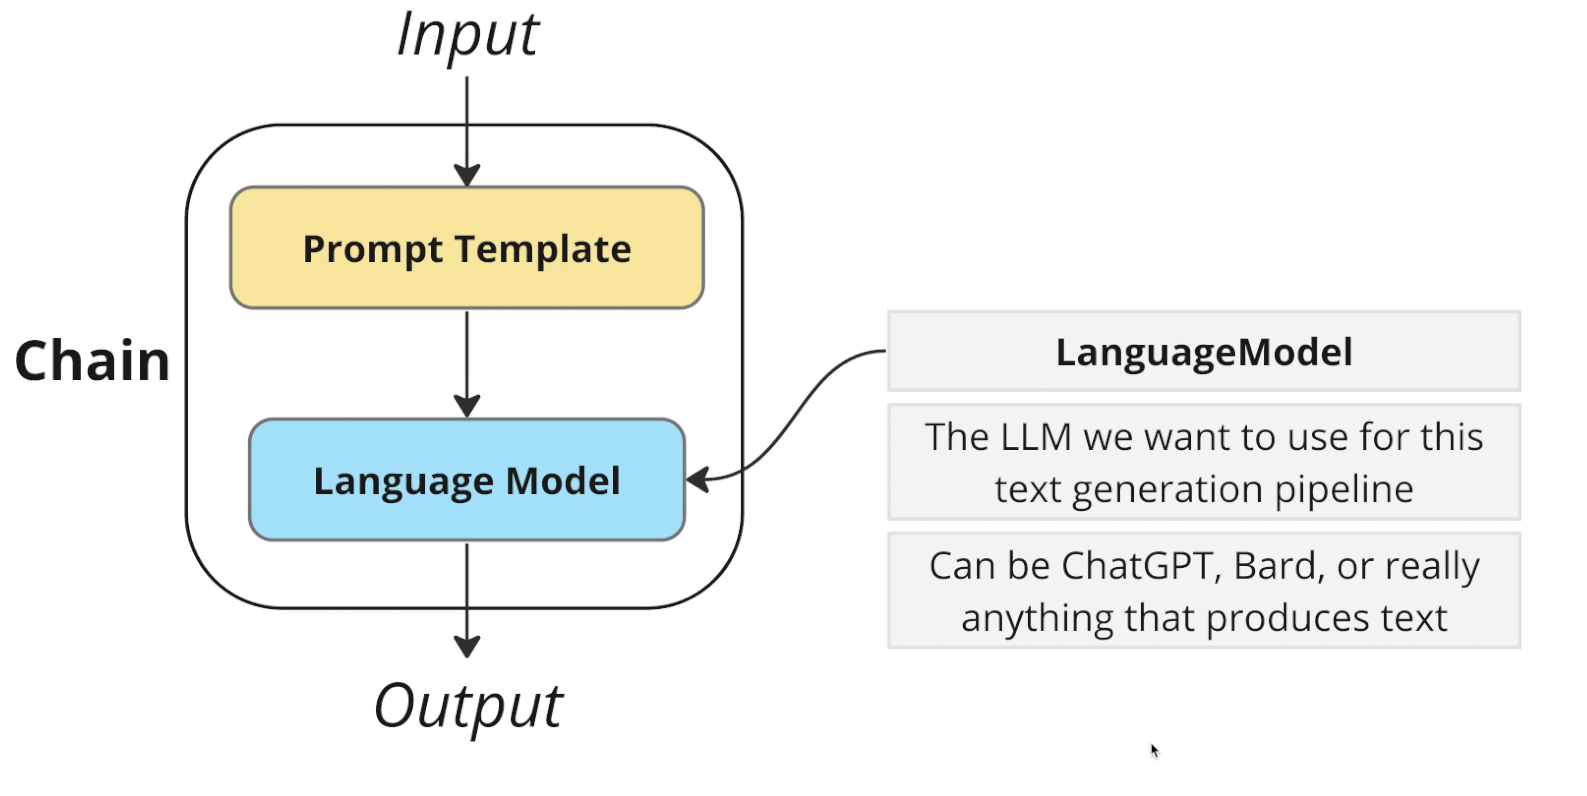 Input
Prompt Template
Chain
Language Model
Output
LanguageModel
The LLM we want to use for this
text generation pipeline
Can be ChatGPT, Bard, or really
anything that produces text